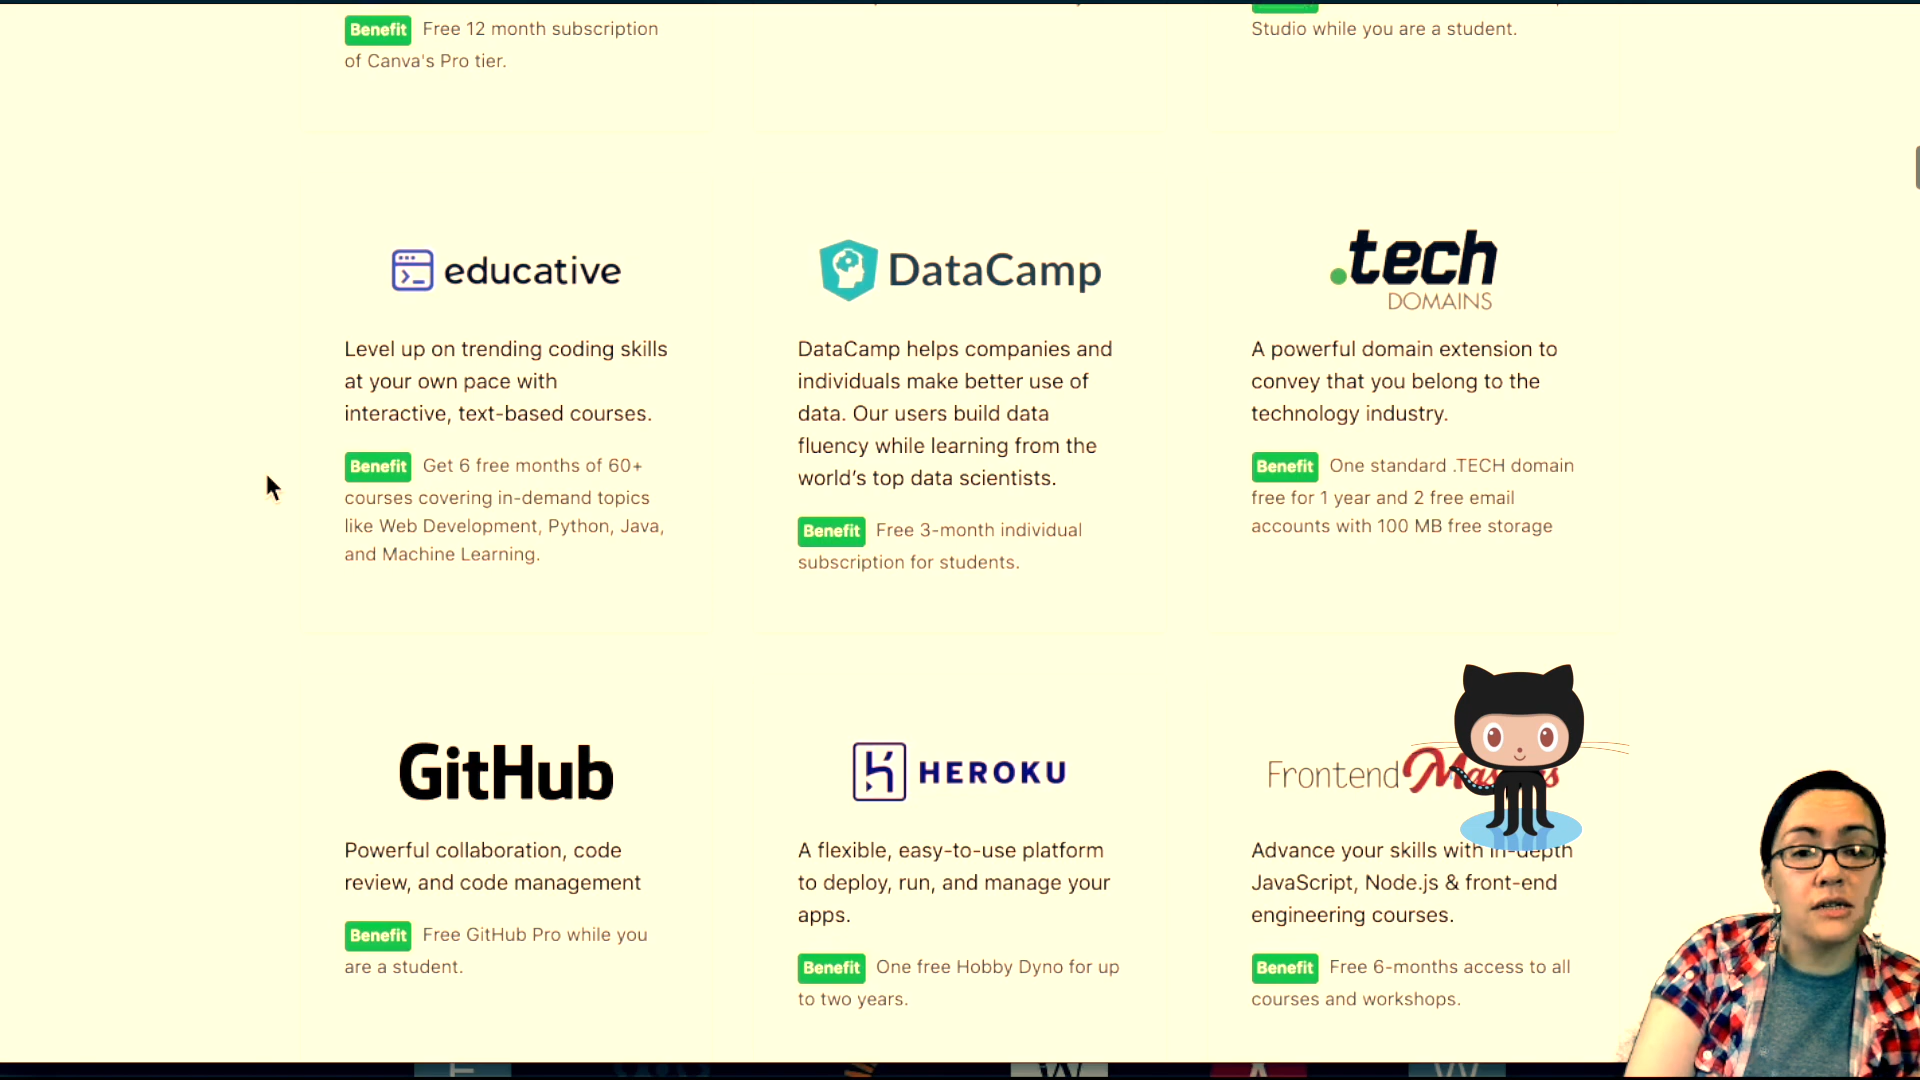 Benefit Free 12 month subscription
of Canva's Pro tier.
Studio while you are a student.
educative
Level up on trending coding skills
at your own pace with
interactive, text-based courses.
Benefit Get 6 free months of 60+
courses covering in-demand topics
like Web Development, Python, Java,
and Machine Learning.
DataCamp
DataCamp helps companies and
individuals make better use of
data. Our users build data
fluency while learning from the
world’s top data scientists.
Benefit Free 3-month individual
subscription for students.
.tech
DOMAINS
A powerful domain extension to
convey that you belong to the
technology industry.
Benefit One standard .TECH domain
free for 1 year and 2 free email
accounts with 100 MB free storage
GitHub
Powerful collaboration, code
review, and code management
Benefit Free GitHub Pro while you
are a student.
HEROKU
A flexible, easy-to-use platform
to deploy, run, and manage your
apps.
Benefit One free Hobby Dyno for up
to two years.
Frontend
Advance your skills with in-depth
JavaScript, Node.js & front-end
engineering courses.
Benefit Free 6-months access to all
courses and workshops.